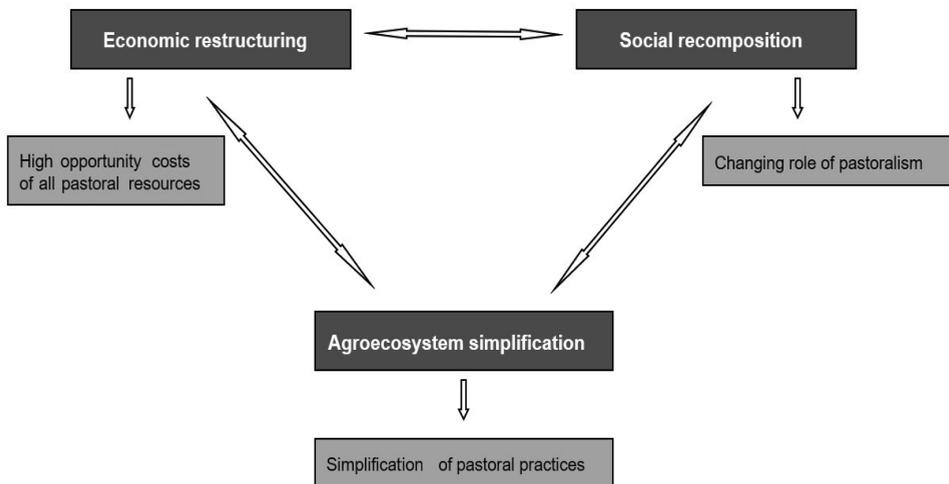 Economic restructuring
Social recomposition
High opportunity costs
of all pastoral resources
Changing role of pastoralism
Agroecosystem simplification
Simplification of pastoral practices